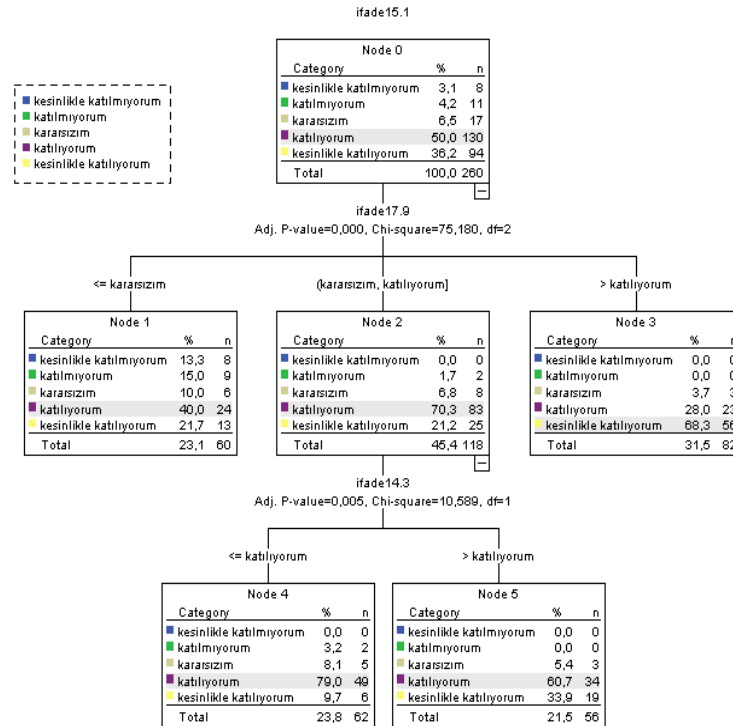 ifade15.1
Node 0
Category % n
kesinlikle katılmıyorum 3,1 8
katılmıyorum 4,2 11
kararsızım 6,5 17
katılıyorum 50,0 130
kesinlikle katılıyorum 36,2 94
Total 100,0 260
kesinlikle katılmıyorum
katılmıyorum
kararsızım
katılıyorum
kesinlikle katılıyorum
ifade17.9
Adj. P-value=0,000, Chi-square=75,180, df=2
<= kararsızım
(kararsızım, katılıyorum]
> katılıyorum
Node 1
Category % n
kesinlikle katılmıyorum 13,3 8
katılmıyorum 15,0 9
kararsızım 10,0 6
katılıyorum 40,0 24
kesinlikle katılıyorum 21,7 13
Total 23,1 60
Node 2
Category % n
kesinlikle katılmıyorum 0,0 0
katılmıyorum 1,7 2
kararsızım 6,8 8
katılıyorum 70,3 83
kesinlikle katılıyorum 21,2 25
Total 45,4 118
Node 3
Category % n
kesinlikle katılmıyorum 0,0 0
katılmıyorum 0,0 0
kararsızım 3,7 3
katılıyorum 28,0 23
kesinlikle katılıyorum 68,3 56
Total 31,5 82
ifade14.3
Adj. P-value=0,005, Chi-square=10,589, df=1
<= katılıyorum
> katılıyorum
Node 4
Category % n
kesinlikle katılmıyorum 0,0 0
katılmıyorum 3,2 2
kararsızım 8,1 5
katılıyorum 79,0 49
kesinlikle katılıyorum 9,7 6
Total 23,8 62
Node 5
Category % n
kesinlikle katılmıyorum 0,0 0
katılmıyorum 0,0 0
kararsızım 5,4 3
katılıyorum 60,7 34
kesinlikle katılıyorum 33,9 19
Total 21,5 56